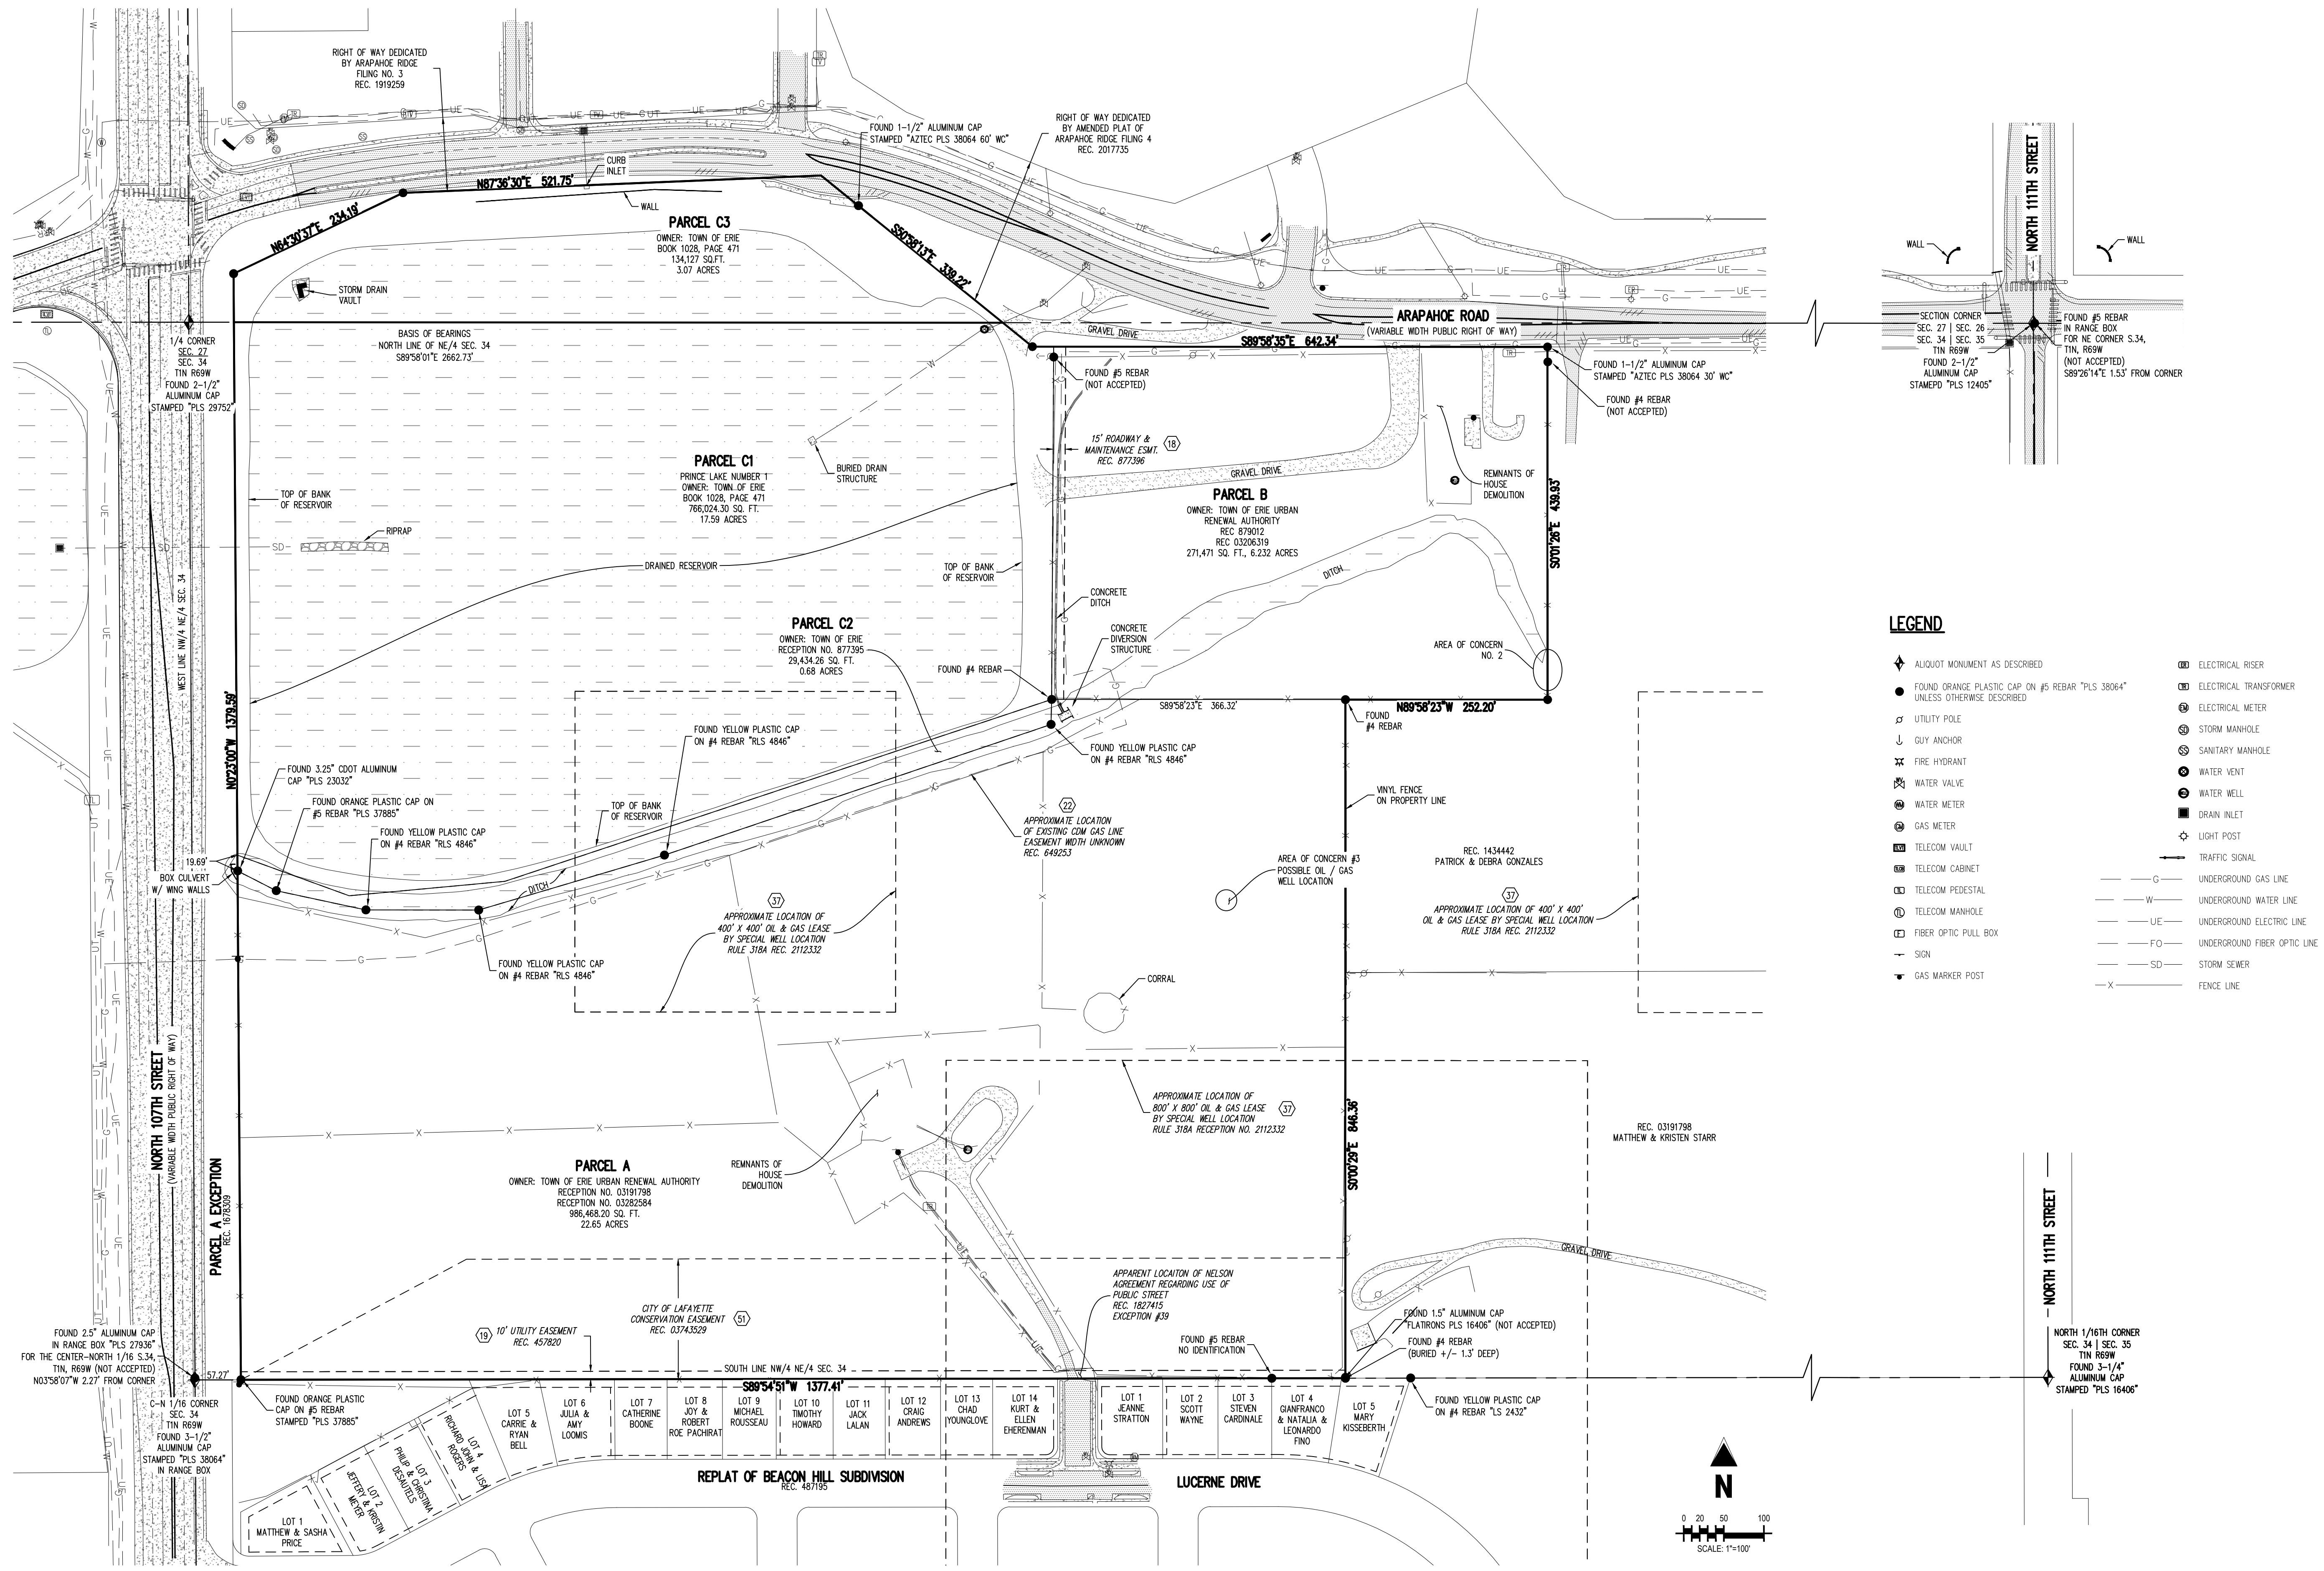 RIGHT OF WAY DEDICATED
BY ARAPAHOE RIDGE
FILING NO. 3
REC. 1919259
FOUND 1-1/2" ALUMINUM CAP
STAMPED "AZTEC PLS 38064 60' WC"
RIGHT OF WAY DEDICATED
BY AMENDED PLAT OF
ARAPAHOE RIDGE FILING 4
REC. 2017735
CURB
INLET
N87°36'30"E 521.75'
WALL
N64°30'37"E 234.19'
PARCEL C3
OWNER: TOWN OF ERIE
BOOK 1028, PAGE 471
134,127 SQ.FT.
3.07 ACRES
S50°58'13"E 339.22'
STORM DRAIN
VAULT
BASIS OF BEARINGS
NORTH LINE OF NE/4 SEC. 34
S89°58'01"E 2662.73'
1/4 CORNER
SEC. 27
SEC. 34
T1N R69W
FOUND 2-1/2"
ALUMINUM CAP
STAMPED "PLS 29752"
GRAVEL DRIVE
ARAPAHOE ROAD
(VARIABLE WIDTH PUBLIC RIGHT OF WAY)
S89°58'35"E 642.34'
FOUND #5 REBAR
(NOT ACCEPTED)
FOUND 1-1/2" ALUMINUM CAP
STAMPED "AZTEC PLS 38064 30' WC"
FOUND #4 REBAR
(NOT ACCEPTED)
NORTH 111TH STREET
WALL
WALL
SECTION CORNER
SEC. 27 | SEC. 26
SEC. 34 | SEC. 35
T1N R69W
FOUND 2-1/2"
ALUMINUM CAP
STAMEPD "PLS 12405"
FOUND #5 REBAR
IN RANGE BOX
FOR NE CORNER S.34,
T1N, R69W
(NOT ACCEPTED)
S89°26'14"E 1.53' FROM CORNER
15' ROADWAY &
MAINTENANCE ESMT.
REC. 877396
18
GRAVEL DRIVE
REMNANTS OF
HOUSE
DEMOLITION
PARCEL C1
PRINCE LAKE NUMBER 1
OWNER: TOWN OF ERIE
BOOK 1028, PAGE 471
766,024.30 SQ. FT.
17.59 ACRES
BURIED DRAIN
STRUCTURE
PARCEL B
OWNER: TOWN OF ERIE URBAN
RENEWAL AUTHORITY
REC 879012
REC 03206319
271,471 SQ. FT., 6.232 ACRES
S0°01'26"E 439.93'
TOP OF BANK
OF RESERVOIR
RIPRAP
DRAINED RESERVOIR
TOP OF BANK
OF RESERVOIR
DITCH
CONCRETE
DITCH
CONCRETE
DIVERSION
STRUCTURE
AREA OF CONCERN
NO. 2
WEST LINE NW/4 NE/4 SEC. 34
PARCEL C2
OWNER: TOWN OF ERIE
RECEPTION NO. 877395
29,434.26 SQ. FT.
0.68 ACRES
FOUND #4 REBAR
S89°58'23"E 366.32'
N89°58'23"W 252.20'
FOUND
#4 REBAR
N0°23'00"W 1379.59'
FOUND YELLOW PLASTIC CAP
ON #4 REBAR "RLS 4846"
FOUND YELLOW PLASTIC CAP
ON #4 REBAR "RLS 4846"
FOUND 3.25" CDOT ALUMINUM
CAP "PLS 23032"
FOUND ORANGE PLASTIC CAP ON
#5 REBAR "PLS 37885"
FOUND YELLOW PLASTIC CAP
ON #4 REBAR "RLS 4846"
TOP OF BANK
OF RESERVOIR
VINYL FENCE
ON PROPERTY LINE
22
APPROXIMATE LOCATION
OF EXISTING CDM GAS LINE
EASEMENT WIDTH UNKNOWN
REC. 649253
19.69'
BOX CULVERT
W/ WING WALLS
DITCH
AREA OF CONCERN #3
POSSIBLE OIL / GAS
WELL LOCATION
REC. 1434442
PATRICK & DEBRA GONZALES
37
APPROXIMATE LOCATION OF
400' X 400' OIL & GAS LEASE
BY SPECIAL WELL LOCATION
RULE 318A REC. 2112332
37
APPROXIMATE LOCATION OF 400' X 400'
OIL & GAS LEASE BY SPECIAL WELL LOCATION
RULE 318A REC. 2112332
FOUND YELLOW PLASTIC CAP
ON #4 REBAR "RLS 4846"
CORRAL
NORTH 107TH STREET
(VARIABLE WIDTH PUBLIC RIGHT OF WAY)
PARCEL A EXCEPTION
REC. 1678309
APPROXIMATE LOCATION OF
800' X 800' OIL & GAS LEASE
BY SPECIAL WELL LOCATION
RULE 318A RECEPTION NO. 2112332
37
S0°00'29"E 846.36'
REC. 03191798
MATTHEW & KRISTEN STARR
PARCEL A
OWNER: TOWN OF ERIE URBAN RENEWAL AUTHORITY
RECEPTION NO. 03191798
RECEPTION NO. 03282584
986,468.20 SQ. FT.
22.65 ACRES
REMNANTS OF
HOUSE
DEMOLITION
GRAVEL DRIVE
APPARENT LOCAITON OF NELSON
AGREEMENT REGARDING USE OF
PUBLIC STREET
REC. 1827415
EXCEPTION #39
CITY OF LAFAYETTE
CONSERVATION EASEMENT
REC. 03743529
51
19
10' UTILITY EASEMENT
REC. 457820
FOUND #5 REBAR
NO IDENTIFICATION
FOUND 1.5" ALUMINUM CAP
"FLATIRONS PLS 16406" (NOT ACCEPTED)
FOUND #4 REBAR
(BURIED +/- 1.3' DEEP)
FOUND 2.5" ALUMINUM CAP
IN RANGE BOX "PLS 27936"
FOR THE CENTER-NORTH 1/16 S.34,
T1N, R69W (NOT ACCEPTED)
N03°58'07"W 2.27' FROM CORNER
57.27'
SOUTH LINE NW/4 NE/4 SEC. 34
S89°54'51"W 1377.41'
FOUND ORANGE PLASTIC
CAP ON #5 REBAR
STAMPED "PLS 37885"
C-N 1/16 CORNER
SEC. 34
T1N R69W
FOUND 3-1/2"
ALUMINUM CAP
STAMPED "PLS 38064"
IN RANGE BOX
FOUND YELLOW PLASTIC CAP
ON #4 REBAR "LS 2432"
NORTH 111TH STREET
NORTH 1/16TH CORNER
SEC. 34 | SEC. 35
T1N R69W
FOUND 3-1/4"
ALUMINUM CAP
STAMPED "PLS 16406"
LOT 1
MATTHEW & SASHA
PRICE
LOT 2
JEFFERY & KRISTIN
MEYER
LOT 3
PHILIP & CHRISTINA
DESAUTELS
LOT 4
RICHARD JOHN & LISA
ROGERS
LOT 5
CARRIE &
RYAN
BELL
LOT 6
JULIA &
AMY
LOOMIS
LOT 7
CATHERINE
BOONE
LOT 8
JOY &
ROBERT
ROE PACHIRAT
LOT 9
MICHAEL
ROUSSEAU
LOT 10
TIMOTHY
HOWARD
LOT 11
JACK
LALAN
LOT 12
CRAIG
ANDREWS
LOT 13
CHAD
YOUNGLOVE
LOT 14
KURT &
ELLEN
EHERENMAN
LOT 1
JEANNE
STRATTON
LOT 2
SCOTT
WAYNE
LOT 3
STEVEN
CARDINALE
LOT 4
GIANFRANCO
& NATALIA &
LEONARDO
FINO
LOT 5
MARY
KISSEBERTH
REPLAT OF BEACON HILL SUBDIVISION
REC. 487195
LUCERNE DRIVE
N
0 20 50 100
SCALE: 1"=100'
LEGEND
ALIQUOT MONUMENT AS DESCRIBED
FOUND ORANGE PLASTIC CAP ON #5 REBAR "PLS 38064"
UNLESS OTHERWISE DESCRIBED
UTILITY POLE
GUY ANCHOR
FIRE HYDRANT
WATER VALVE
WATER METER
GAS METER
TELECOM VAULT
TELECOM CABINET
TELECOM PEDESTAL
TELECOM MANHOLE
FIBER OPTIC PULL BOX
SIGN
GAS MARKER POST
ELECTRICAL RISER
ELECTRICAL TRANSFORMER
ELECTRICAL METER
STORM MANHOLE
SANITARY MANHOLE
WATER VENT
WATER WELL
DRAIN INLET
LIGHT POST
TRAFFIC SIGNAL
G UNDERGROUND GAS LINE
W UNDERGROUND WATER LINE
UE UNDERGROUND ELECTRIC LINE
FO UNDERGROUND FIBER OPTIC LINE
SD STORM SEWER
X FENCE LINE